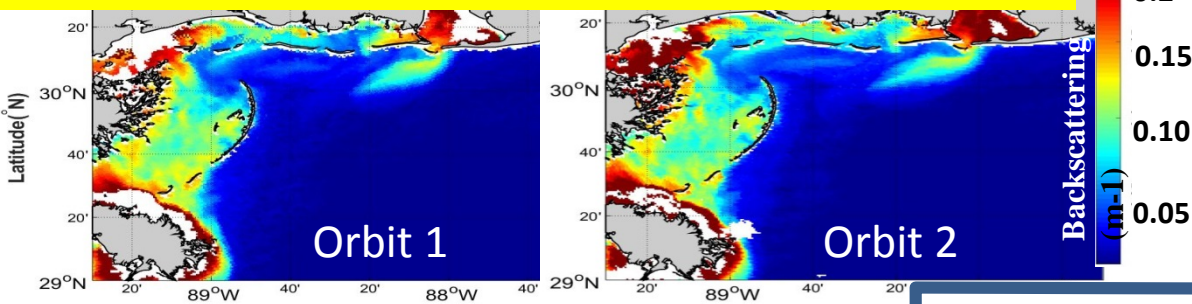 20'
30°N
40'
20'
29°N
Latitude(°N)
20'
89°W
40'
20'
88°W
40'
Orbit 1
20'
30°N
40'
20'
29°N
20'
89°W
40'
20'
88°W
Orbit 2
Backscattering
(m-1)
0.15
0.10
0.05